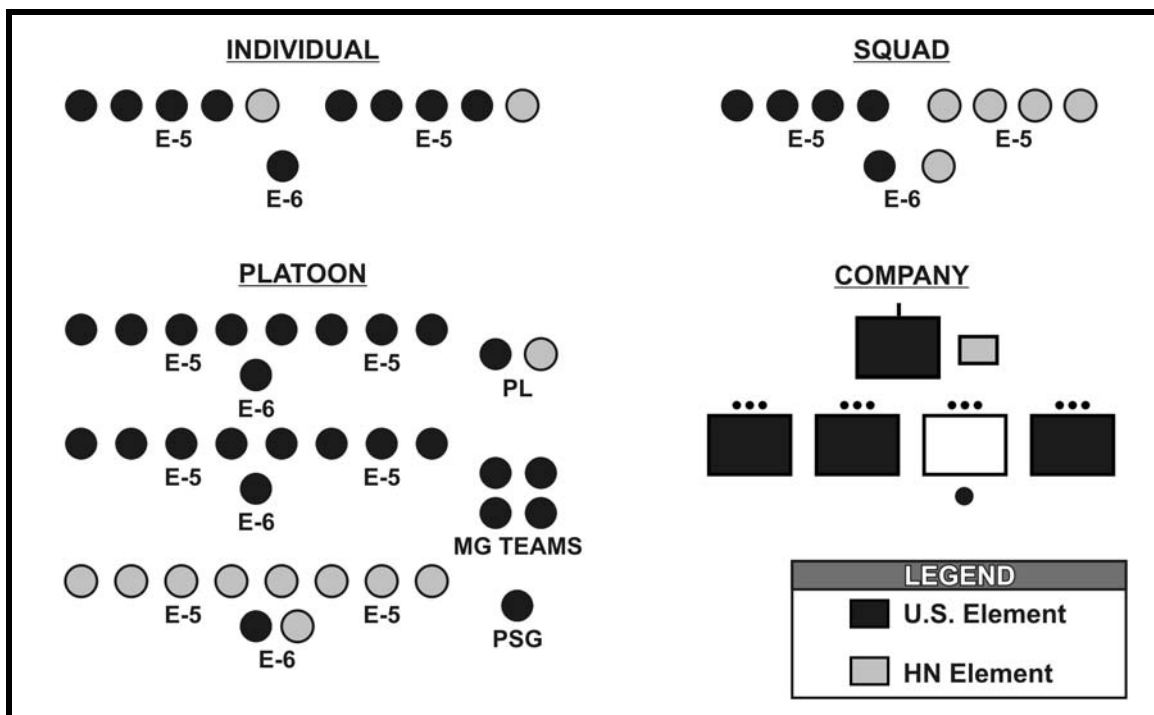 INDIVIDUAL
E-5 E-5
E-6
SQUAD
E-5 E-5
E-6
PLATOON
E-5 E-5
E-6
PL
E-5 E-5
E-6
MG TEAMS
E-5 E-5
E-6
PSG
COMPANY
LEGEND
U.S. Element
HN Element